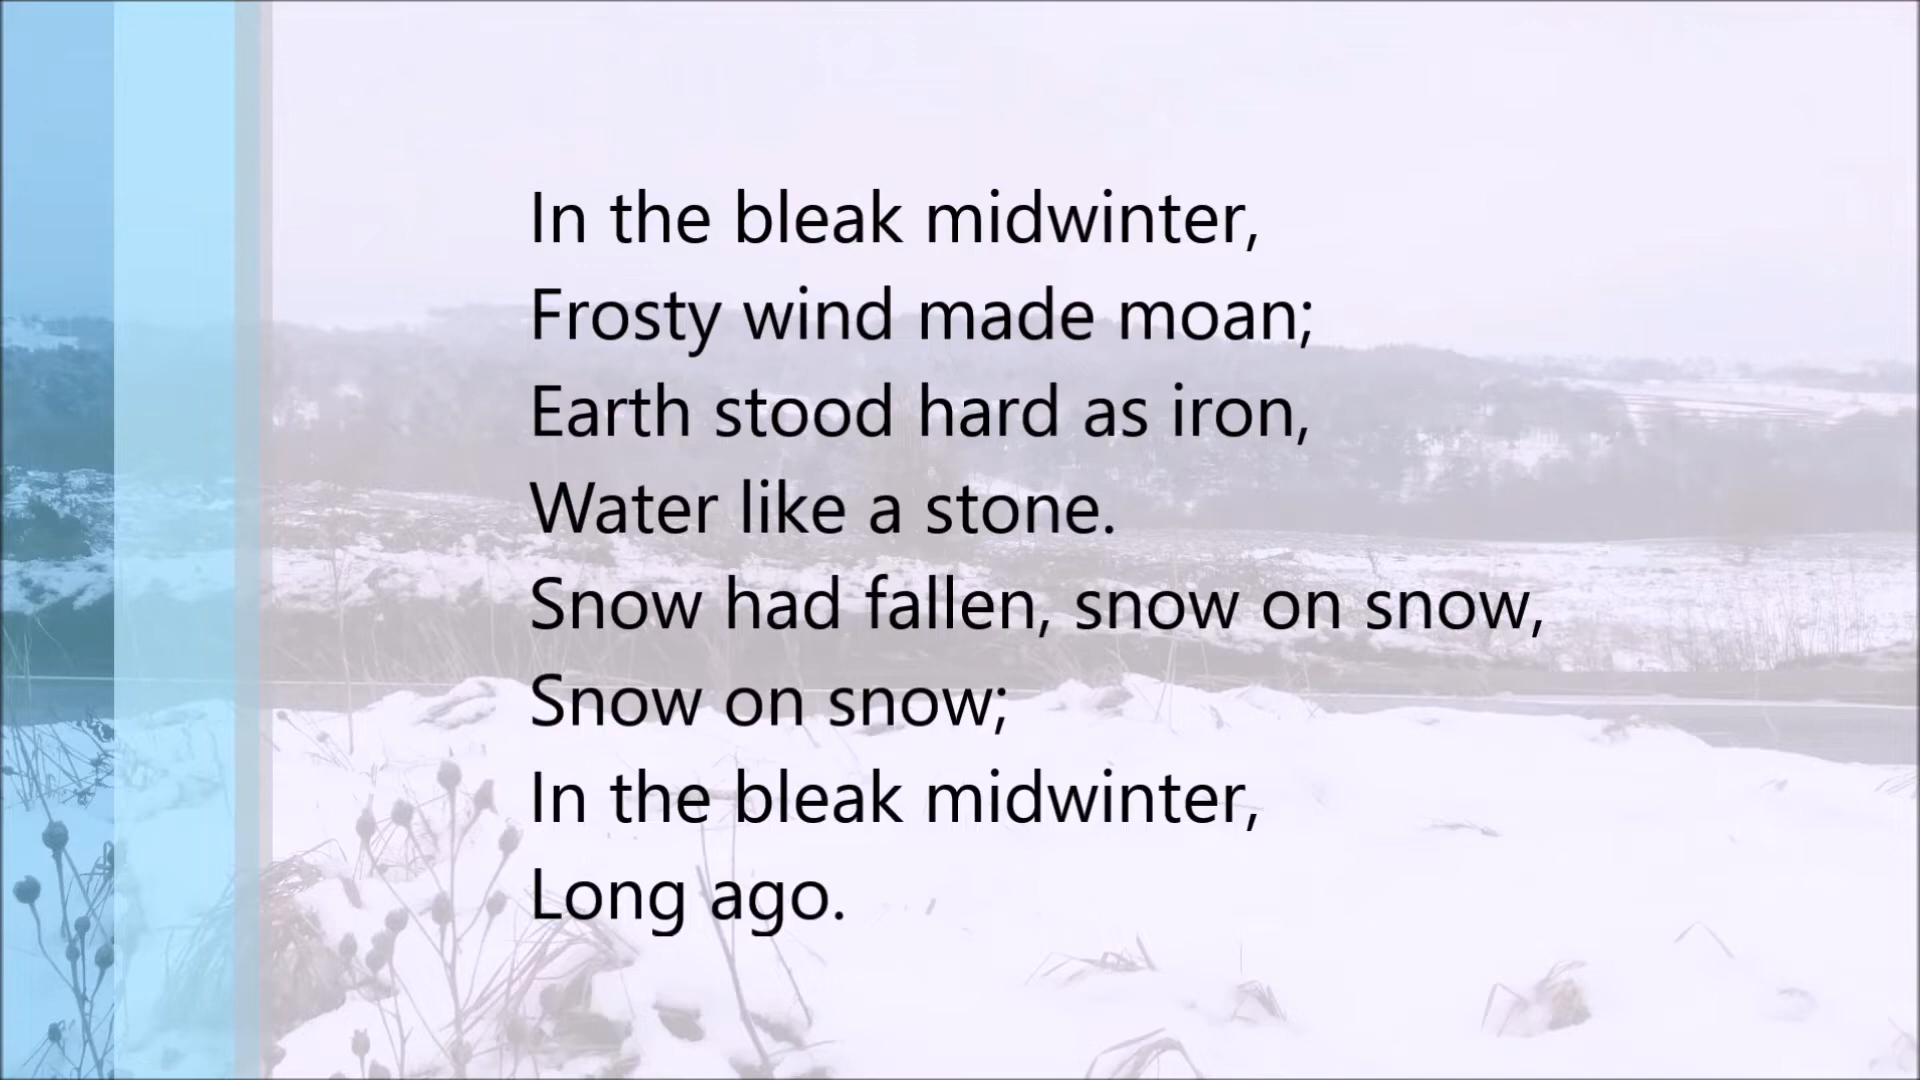 In the bleak midwinter,
Frosty wind made moan;
Earth stood hard as iron,
Water like a stone.
Snow had fallen, snow on snow,
Snow on snow;
In the bleak midwinter,
Long ago.